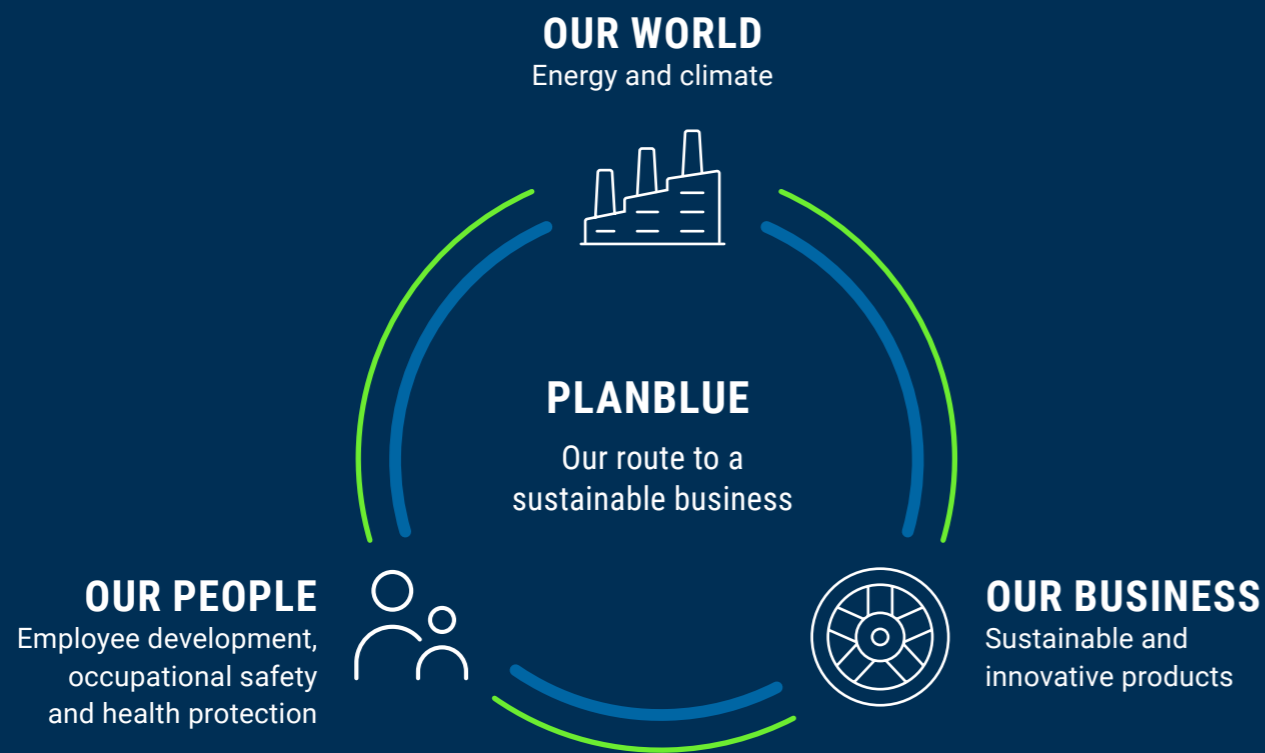 OUR WORLD
Energy and climate
PLANBLUE
Our route to a
sustainable business
OUR PEOPLE
Employee development,
occupational safety
and health protection
OUR BUSINESS
Sustainable and
innovative products